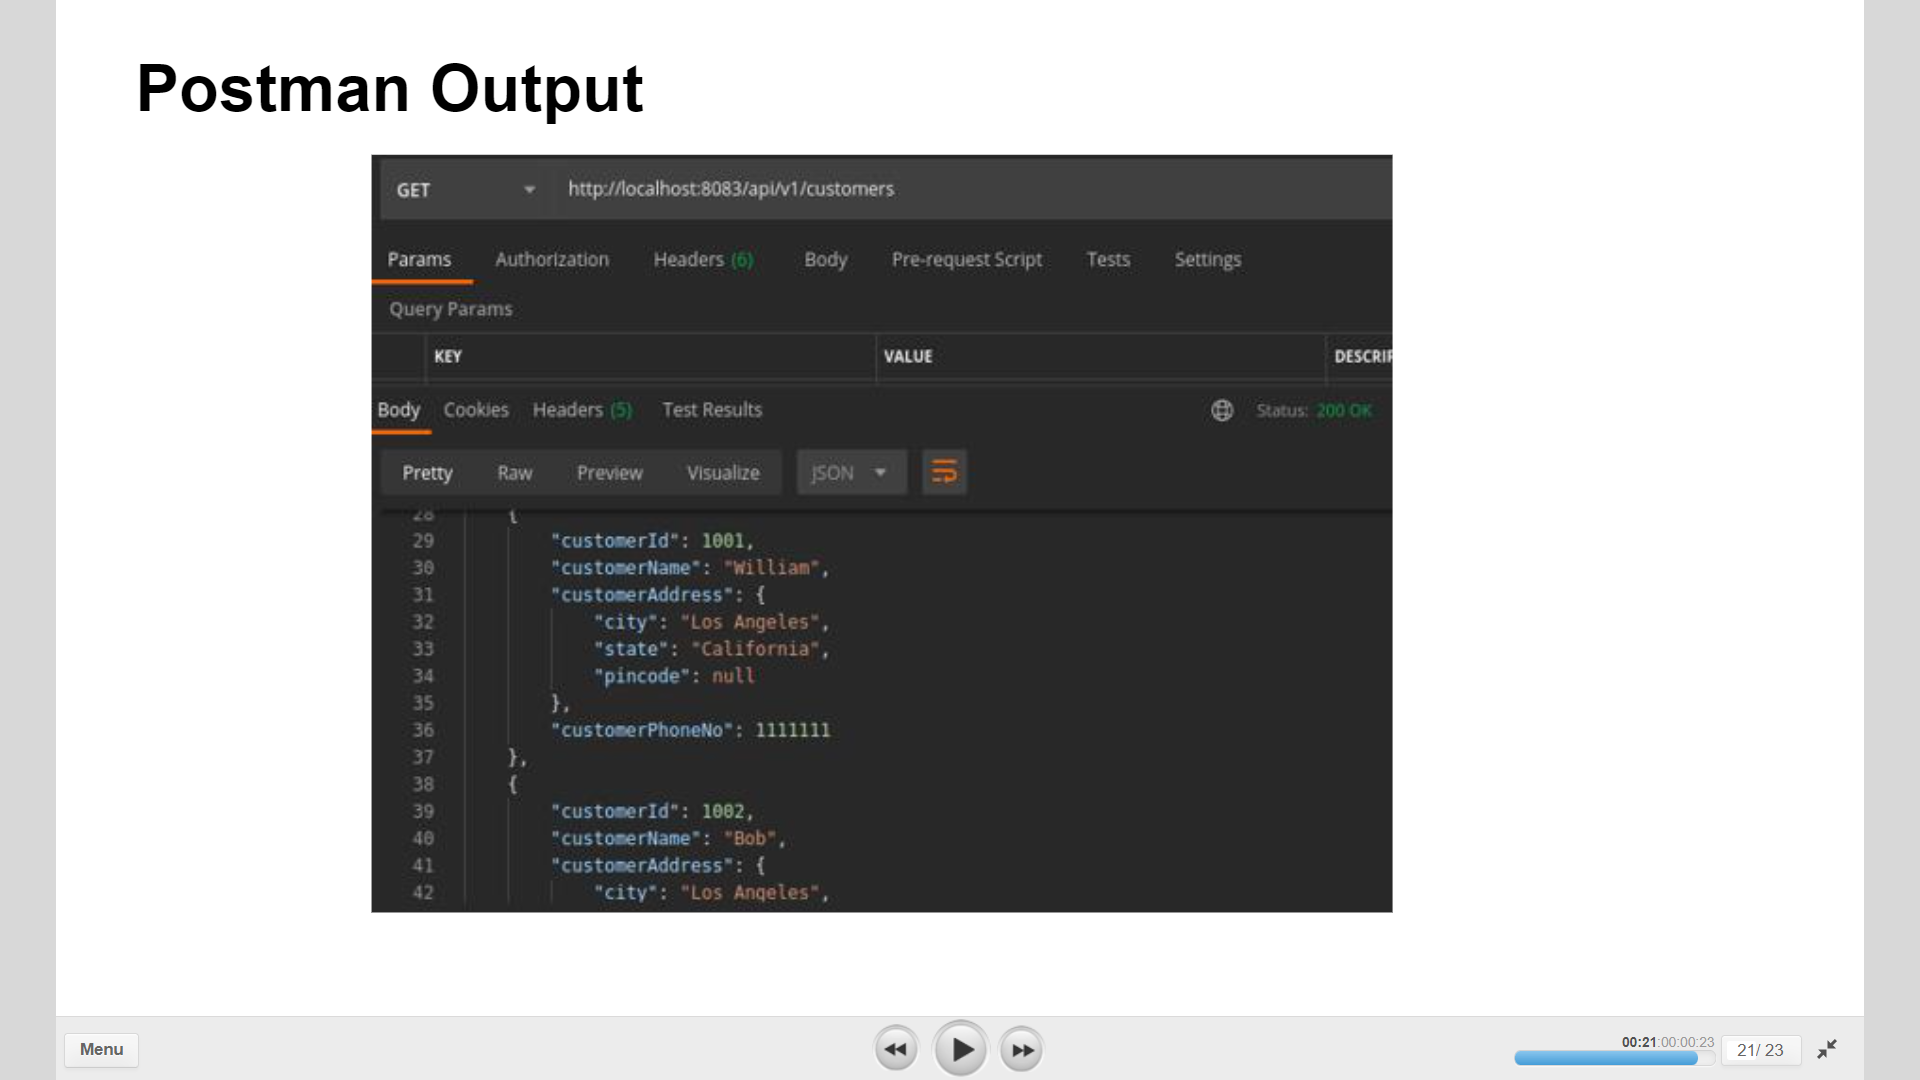 Postman Output
GET http://localhost:8083/api/v1/customers
Params Authorization Headers (6) Body Pre-request Script Tests Settings
Query Params
KEY VALUE DESCRIP
Body Cookies Headers (5) Test Results Status: 200 OK
Pretty Raw Preview Visualize JSON
28 {
29 "customerId": 1001,
30 "customerName": "William",
31 "customerAddress": {
32 "city": "Los Angeles",
33 "state": "California",
34 "pincode": null
35 },
36 "customerPhoneNo": 1111111
37 },
38 {
39 "customerId": 1002,
40 "customerName": "Bob",
41 "customerAddress": {
42 "city": "Los Angeles",
Menu 00:21:00:00:23 21/ 23